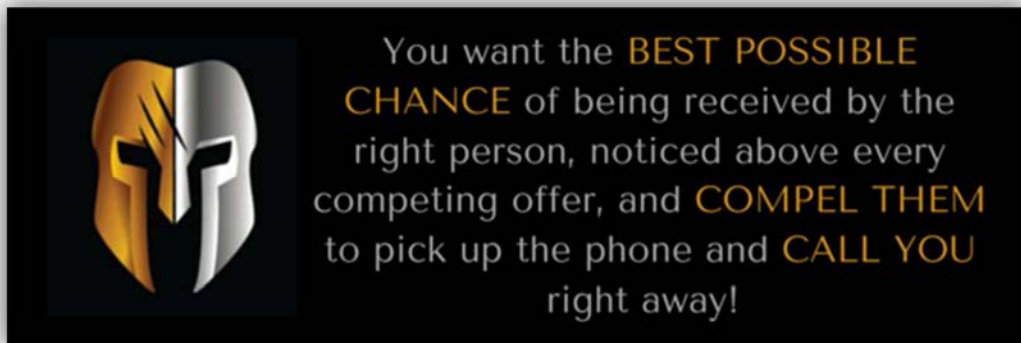 You want the BEST POSSIBLE
CHANCE of being received by the
right person, noticed above every
competing offer, and COMPEL THEM
to pick up the phone and CALL YOU
right away!